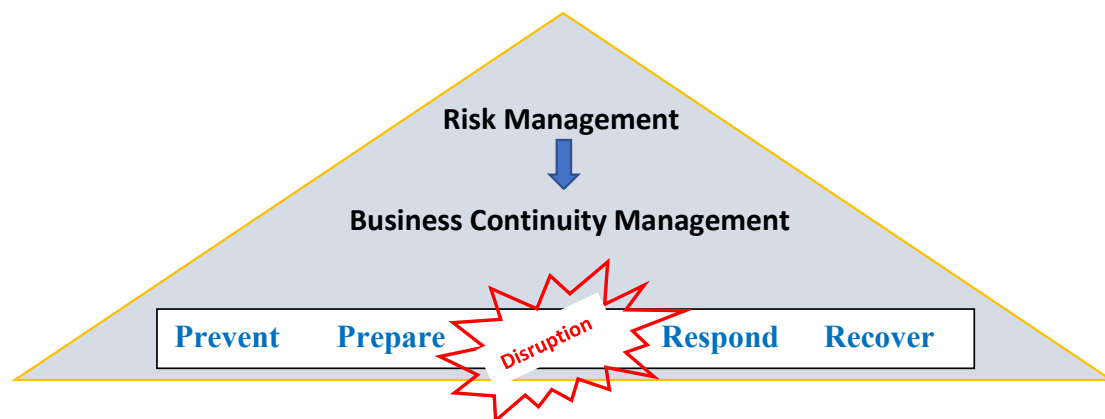 Risk Management
Business Continuity Management
Prevent Prepare Disruption Respond Recover